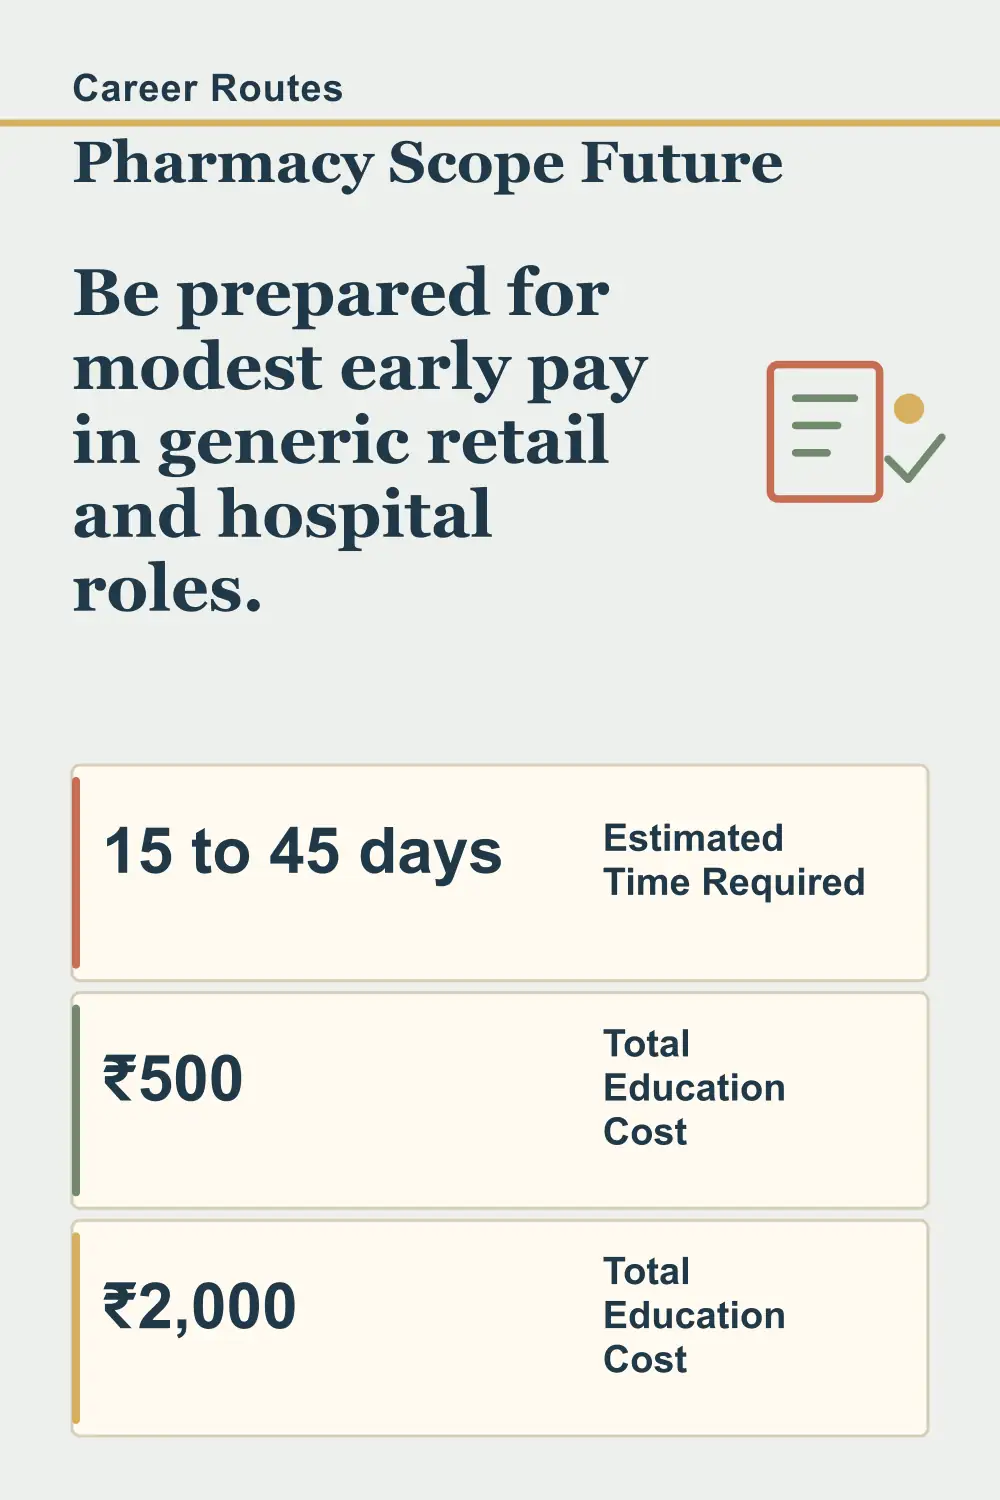 Career Routes
Pharmacy Scope Future
Be prepared for
modest early pay
in generic retail
and hospital
roles.
15 to 45 days
Estimated
Time Required
₹500
Total
Education
Cost
₹2,000
Total
Education
Cost